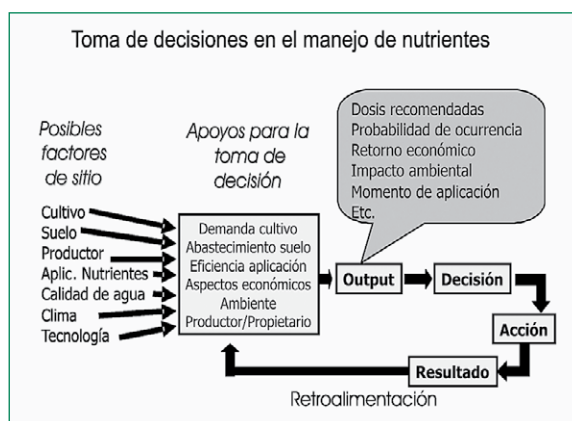 Toma de decisiones en el manejo de nutrientes
Posibles
factores
de sitio
Cultivo
Suelo
Productor
Aplic. Nutrientes
Calidad de agua
Clima
Tecnología
Apoyos para la
toma de
decisión
Demanda cultivo
Abastecimiento suelo
Eficiencia aplicación
Aspectos económicos
Ambiente
Productor/Propietario
Dosis recomendadas
Probabilidad de ocurrencia
Retorno económico
Impacto ambiental
Momento de aplicación
Etc.
Output
Decisión
Acción
Resultado
Retroalimentación